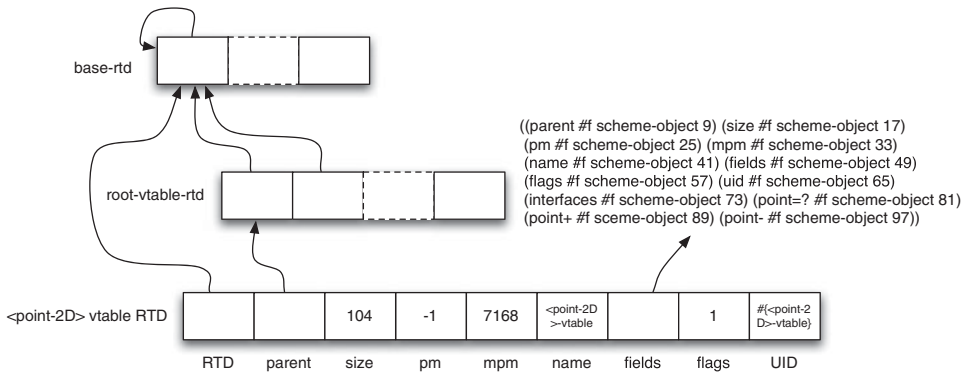 base-rtd
((parent #f scheme-object 9) (size #f scheme-object 17)
(pm #f scheme-object 25) (mpm #f scheme-object 33)
(name #f scheme-object 41) (fields #f scheme-object 49)
(flags #f scheme-object 57) (uid #f scheme-object 65)
(interfaces #f scheme-object 73) (point=? #f scheme-object 81)
(point+ #f sceme-object 89) (point- #f scheme-object 97))
root-vtable-rtd
<point-2D> vtable RTD
104
-1
7168
<point-2D
>-vtable
1
#{<point-2
D>-vtable}
RTD parent size pm mpm name fields flags UID